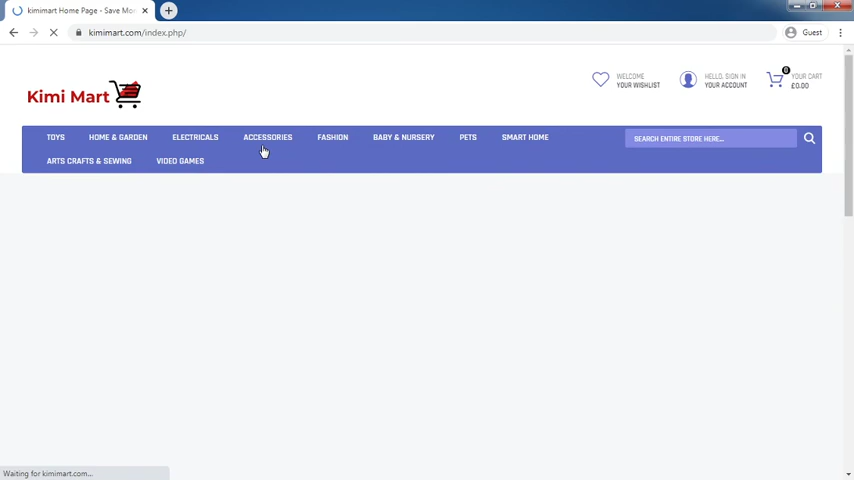 kimimart Home Page - Save Mon
kimimart.com/index.php/
Guest
Kimi Mart
WELCOME
YOUR WISHLIST
HELLO, SIGN IN
YOUR ACCOUNT
0
YOUR CART
£0.00
TOYS HOME & GARDEN ELECTRICALS ACCESSORIES FASHION BABY & NURSERY PETS SMART HOME
SEARCH ENTIRE STORE HERE...
ARTS CRAFTS & SEWING VIDEO GAMES
Waiting for kimimart.com...